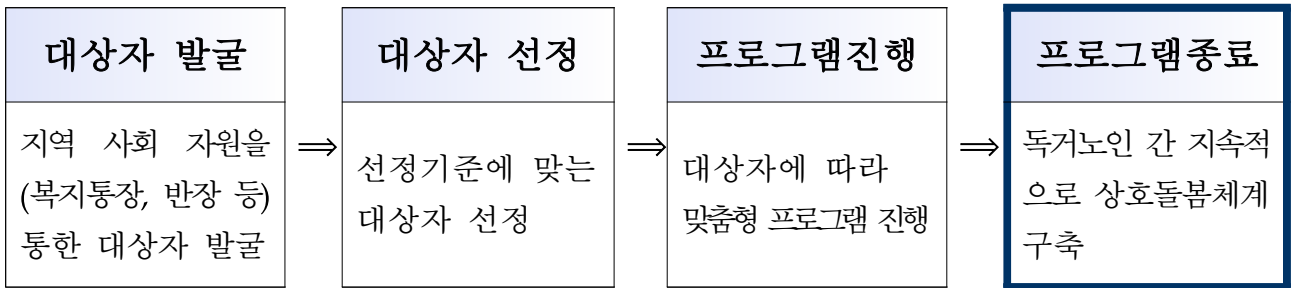 대상자 발굴
지역 사회 자원을
(복지통장, 반장 등)
통한 대상자 발굴
⇒
대상자 선정
선정기준에 맞는
대상자 선정
⇒
프로그램진행
대상자에 따라
맞춤형 프로그램 진행
⇒
프로그램종료
독거노인 간 지속적
으로 상호돌봄체계
구축